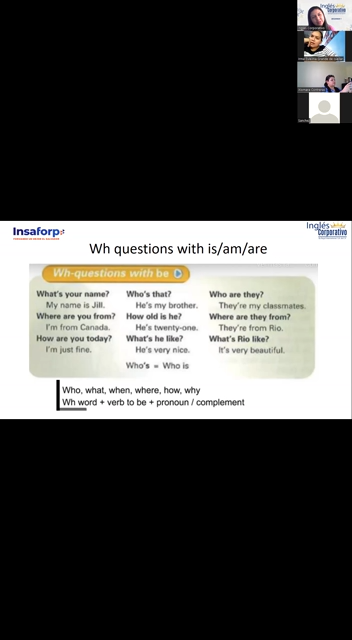 Inglés
Corporativo
Insaforp
Inglés
Corporativo
Wh questions with is/am/are
Wh-questions with be
What's your name?
My name is Jill.
Where are you from?
I'm from Canada.
How are you today?
I'm just fine.
Who's that?
He's my brother.
How old is he?
He's twenty-one.
What's he like?
He's very nice.
Who's = Who is
Who are they?
They're my classmates.
Where are they from?
They're from Rio.
What's Rio like?
It's very beautiful.
Who, what, when, where, how, why
Wh word + verb to be + pronoun / complement